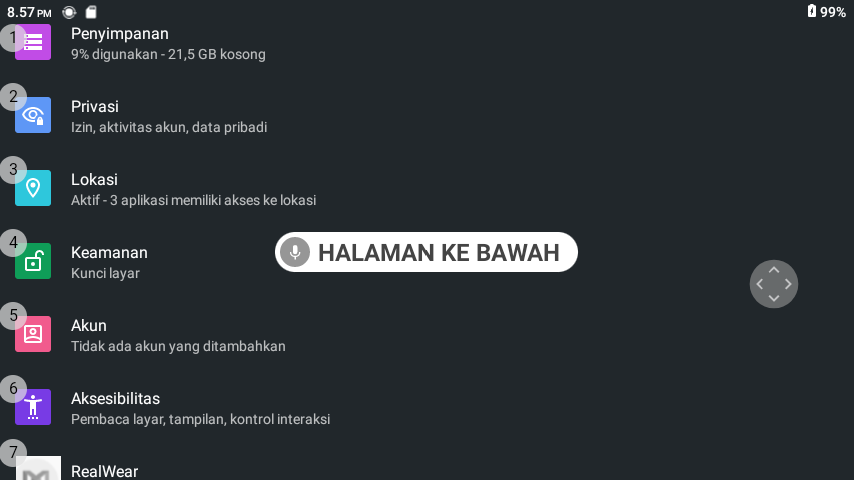 8.57 PM
99%
1
Penyimpanan
9% digunakan - 21,5 GB kosong
2
Privasi
Izin, aktivitas akun, data pribadi
3
Lokasi
Aktif - 3 aplikasi memiliki akses ke lokasi
4
Keamanan
Kunci layar
HALAMAN KE BAWAH
5
Akun
Tidak ada akun yang ditambahkan
6
Aksesibilitas
Pembaca layar, tampilan, kontrol interaksi
7
RealWear